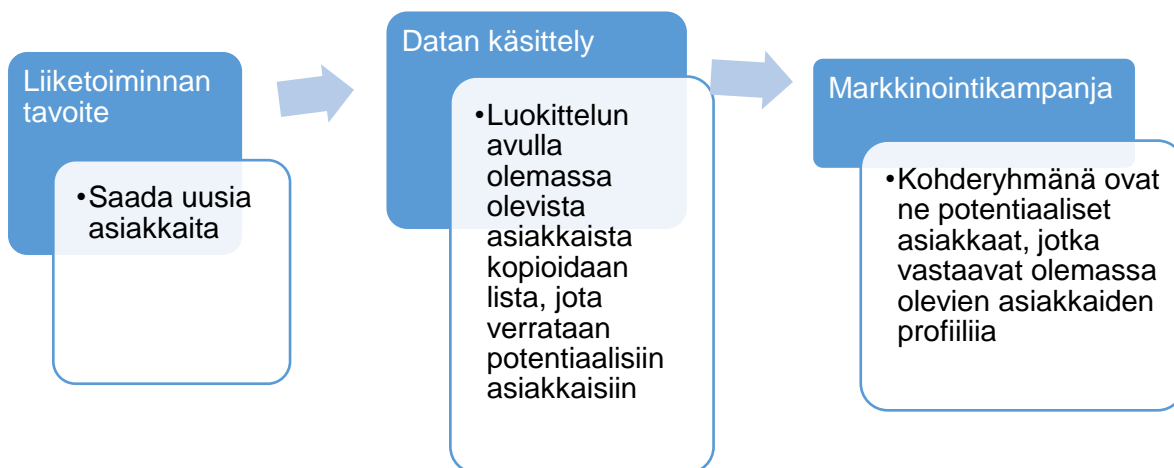 Liiketoiminnan
tavoite
•Saada uusia
asiakkaita
Datan käsittely
•Luokittelun
avulla
olemassa
olevista
asiakkaista
kopioidaan
lista, jota
verrataan
potentiaalisiin
asiakkaisiin
Markkinointikampanja
•Kohderyhmänä ovat
ne potentiaaliset
asiakkaat, jotka
vastaavat olemassa
olevien asiakkaiden
profiiliia